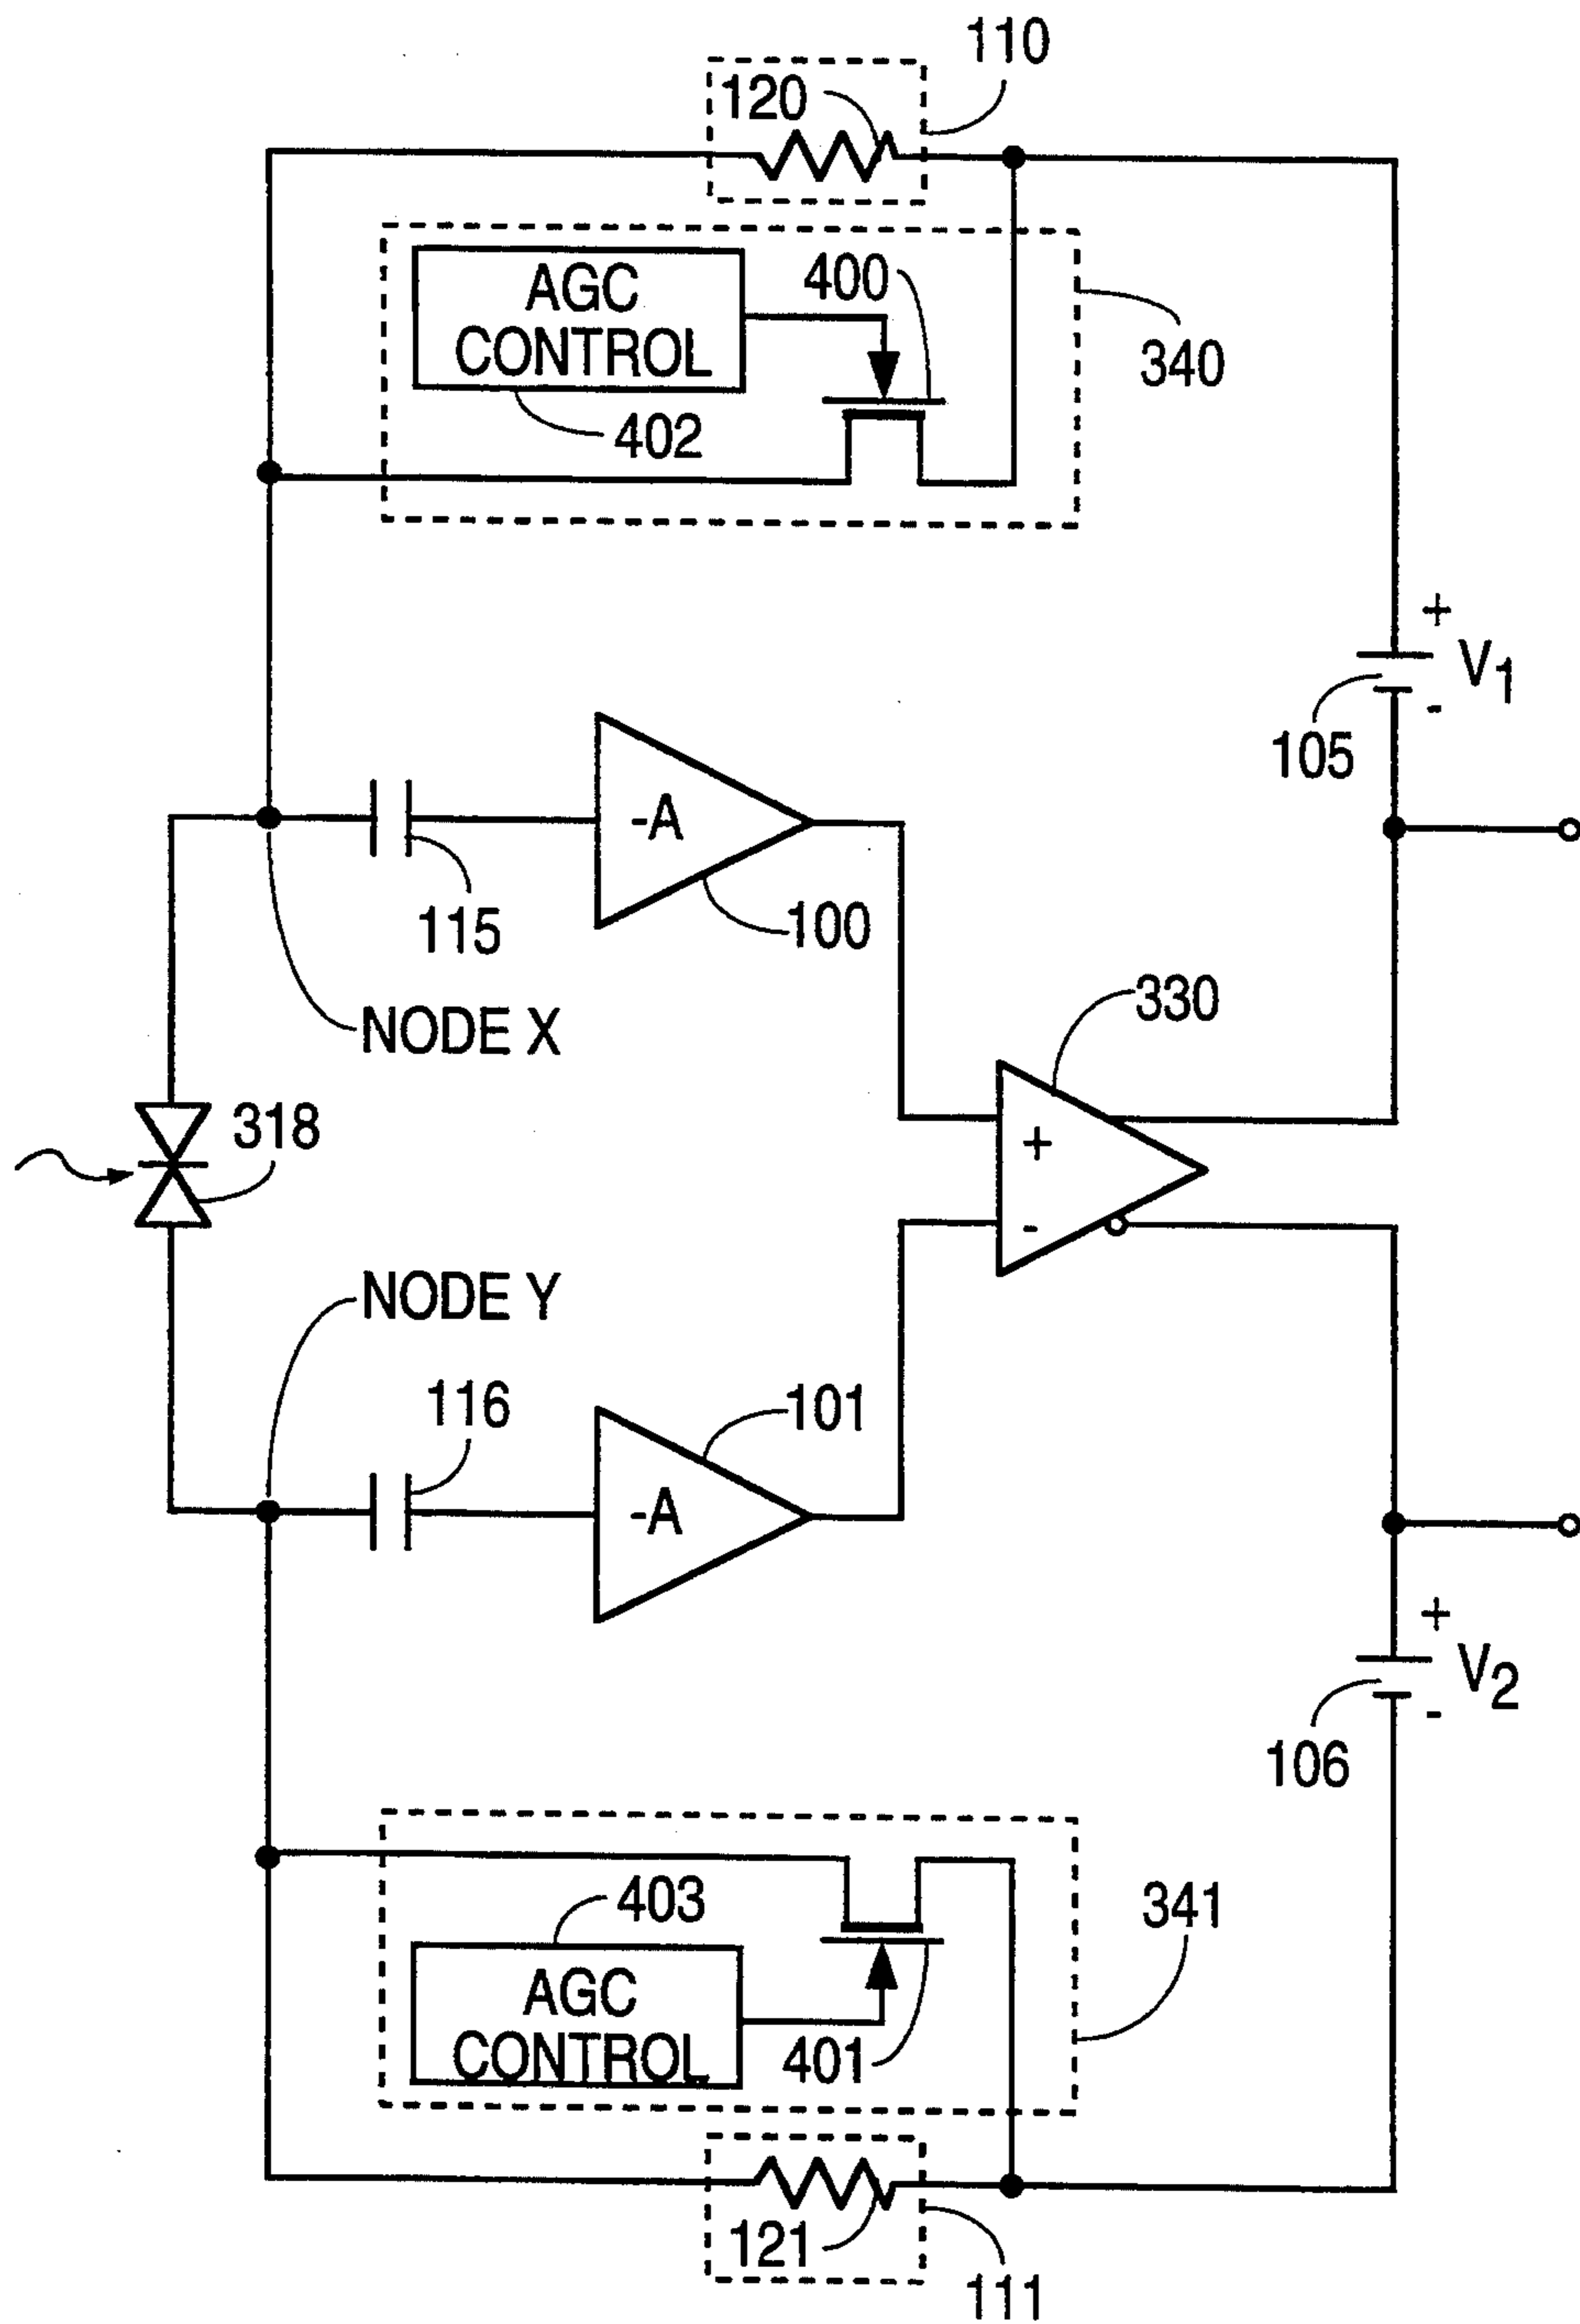 110
120
AGC
CONTROL
400
340
402
+
V1
-
105
-A
115
100
NODE X
330
318
+
-
NODE Y
116
101
-A
+
V2
-
106
403
341
AGC
CONTROL
401
121
111